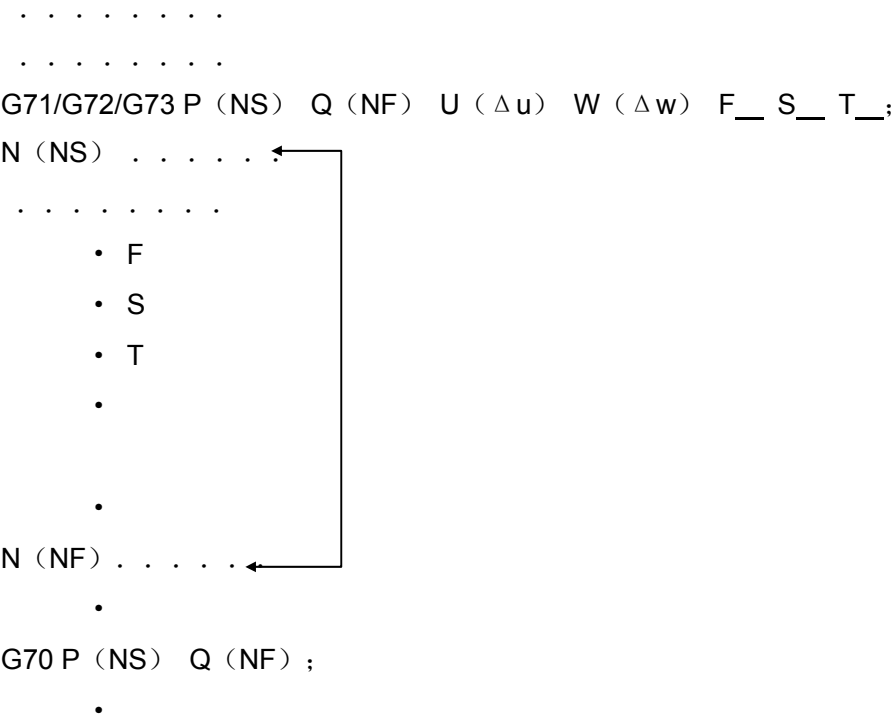 . . . . . . . .
. . . . . . . .
G71/G72/G73 P（NS） Q（NF） U（Δu） W（Δw） F__ S__ T__；
N（NS） . . . . . .
. . . . . . . .
· F
· S
· T
·
·
N（NF）. . . . . .
·
G70 P（NS） Q（NF）；
·